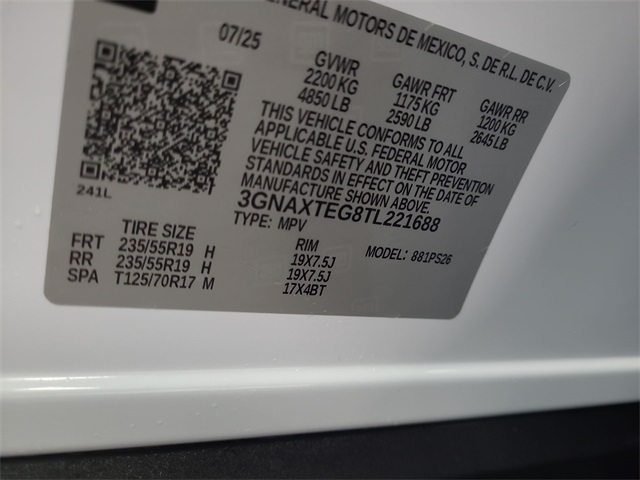 GENERAL MOTORS DE MEXICO, S. DE R.L. DE C.V.
07/25
GVWR GAWR FRT GAWR RR
2200 KG 1175 KG 1200 KG
4850 LB 2590 LB 2645 LB
THIS VEHICLE CONFORMS TO ALL
APPLICABLE U.S. FEDERAL MOTOR
VEHICLE SAFETY AND THEFT PREVENTION
STANDARDS IN EFFECT ON THE DATE OF
MANUFACTURE SHOWN ABOVE.
241L
3GNAXTEG8TL221688
TYPE: MPV MODEL: 881PS26
TIRE SIZE RIM
FRT 235/55R19 H 19X7.5J
RR 235/55R19 H 19X7.5J
SPA T125/70R17 M 17X4BT